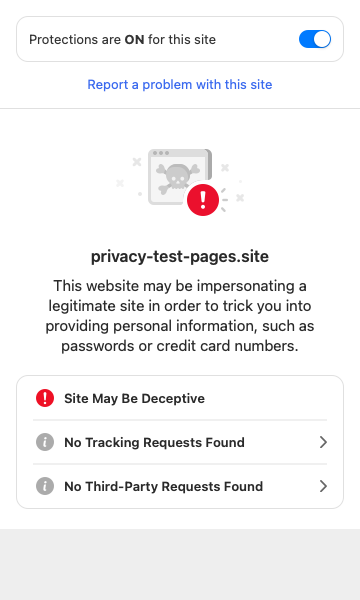 Protections are ON for this site
Report a problem with this site
privacy-test-pages.site
This website may be impersonating a
legitimate site in order to trick you into
providing personal information, such as
passwords or credit card numbers.
Site May Be Deceptive
No Tracking Requests Found
No Third-Party Requests Found